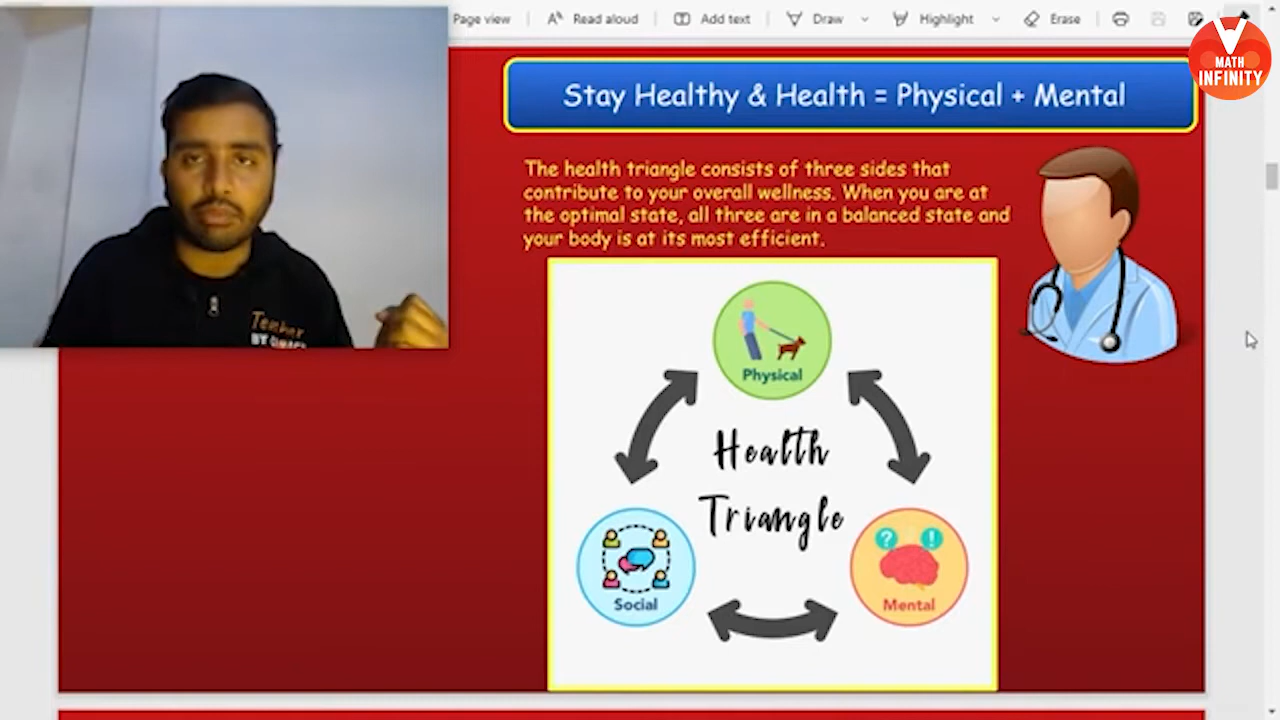 Page view
Read aloud
Add text
Draw
Highlight
Erase
MATH
INFINITY
Stay Healthy & Health = Physical + Mental
The health triangle consists of three sides that
contribute to your overall wellness. When you are at
the optimal state, all three are in a balanced state and
your body is at its most efficient.
Physical
Health
Triangle
?
!
Social
Mental
Teacher
BY